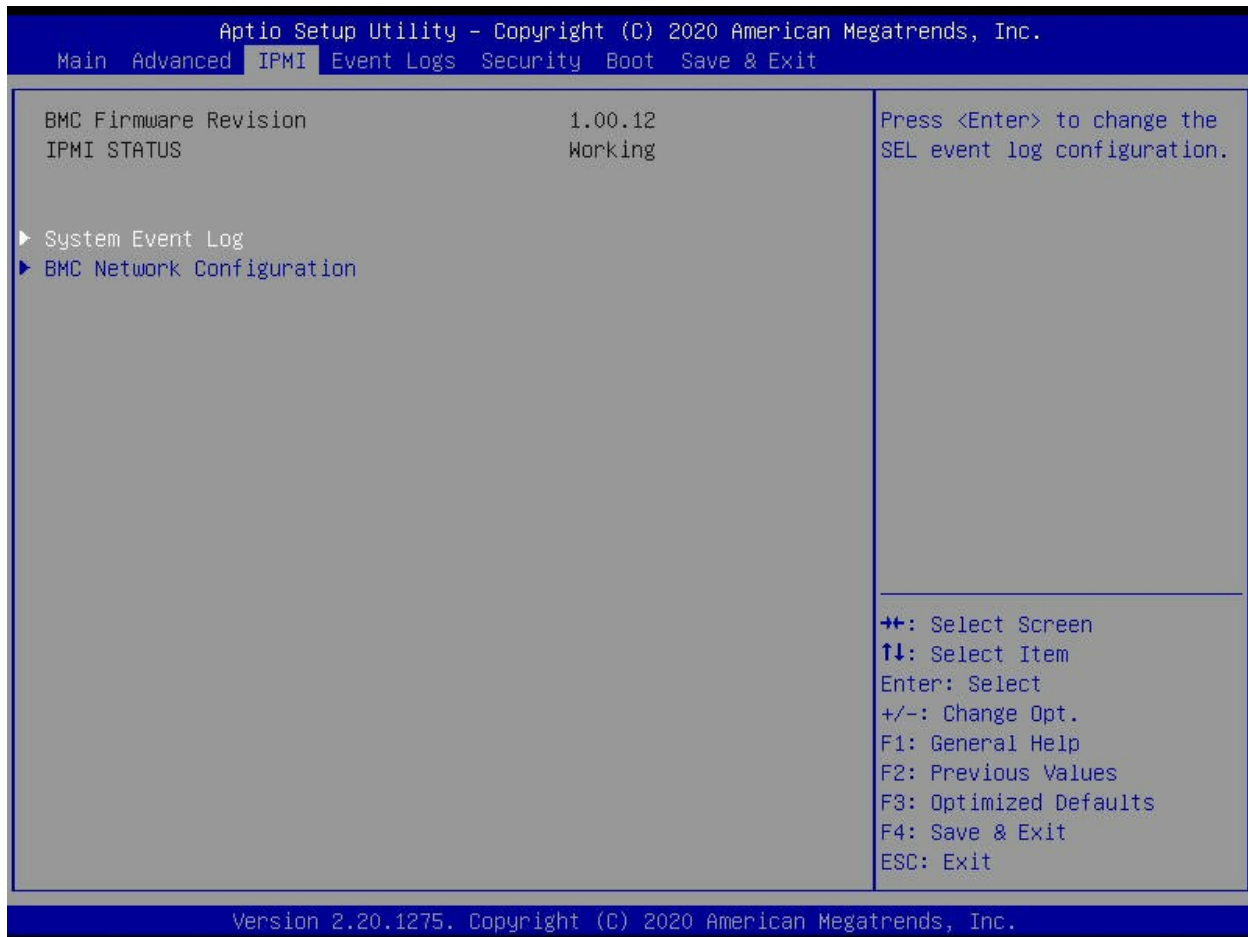 Aptio Setup Utility – Copyright (C) 2020 American Megatrends, Inc.
Main Advanced IPMI Event Logs Security Boot Save & Exit
BMC Firmware Revision 1.00.12
IPMI STATUS Working
▶ System Event Log
▶ BMC Network Configuration
Press <Enter> to change the
SEL event log configuration.
→←: Select Screen
↑↓: Select Item
Enter: Select
+/-: Change Opt.
F1: General Help
F2: Previous Values
F3: Optimized Defaults
F4: Save & Exit
ESC: Exit
Version 2.20.1275. Copyright (C) 2020 American Megatrends, Inc.